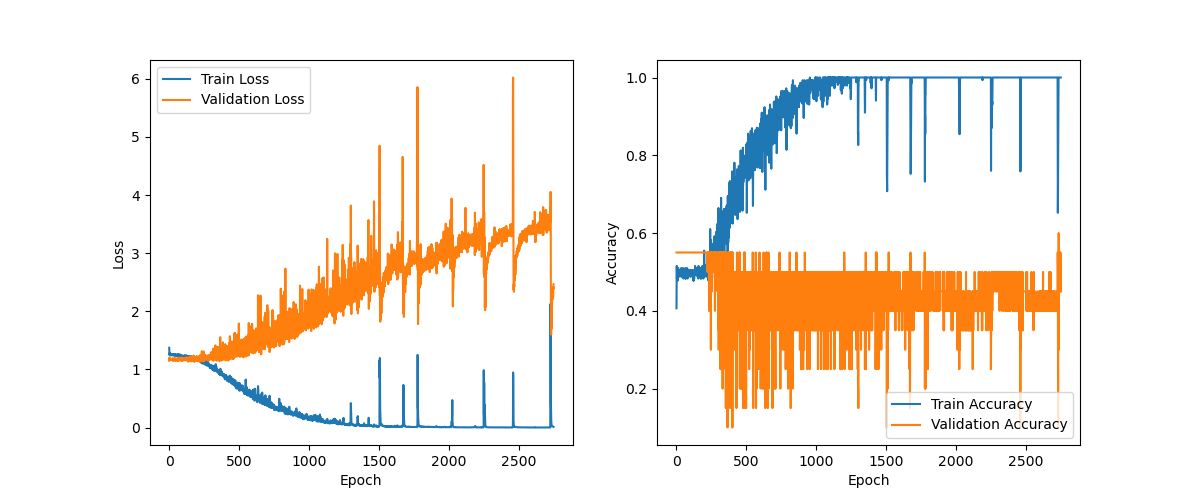 Train Loss
Validation Loss
6
5
4
3
2
1
0
Loss
0 500 1000 1500 2000 2500
Epoch
1.0
0.8
0.6
0.4
0.2
Accuracy
Train Accuracy
Validation Accuracy
0 500 1000 1500 2000 2500
Epoch